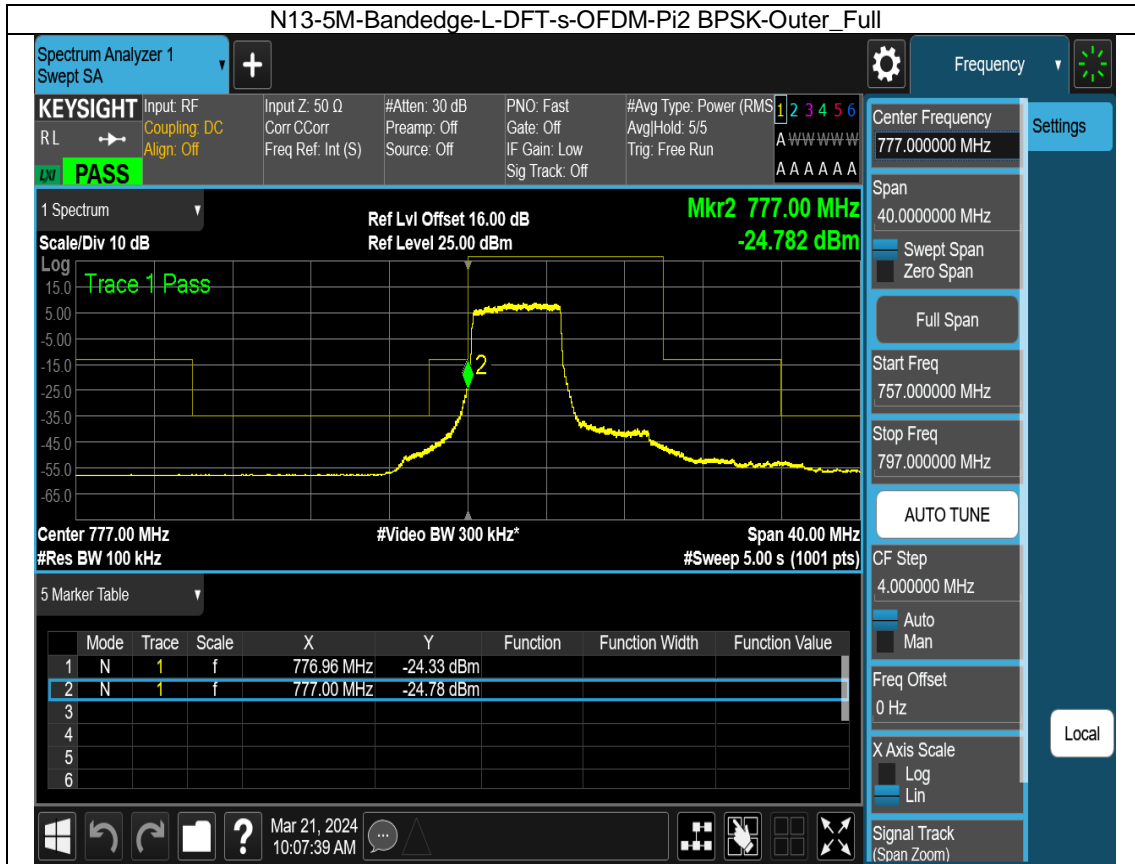 N13-5M-Bandedge-L-DFT-s-OFDM-Pi2 BPSK-Outer_Full
Spectrum Analyzer 1
Swept SA
+
Frequency
KEYSIGHT
R L
LXI PASS
Input: RF
Coupling: DC
Align: Off
Input Z: 50 Ω
Corr CCorr
Freq Ref: Int (S)
#Atten: 30 dB
Preamp: Off
Source: Off
PNO: Fast
Gate: Off
IF Gain: Low
Sig Track: Off
#Avg Type: Power (RMS
Avg|Hold: 5/5
Trig: Free Run
1 2 3 4 5 6
A W W W W W
A A A A A A
1 Spectrum
Scale/Div 10 dB
Ref Lvl Offset 16.00 dB
Ref Level 25.00 dBm
Mkr2 777.00 MHz
-24.782 dBm
Log
Trace 1 Pass
15.0
5.00
-5.00
-15.0
-25.0
-35.0
-45.0
-55.0
-65.0
2
Center 777.00 MHz
#Res BW 100 kHz
#Video BW 300 kHz*
Span 40.00 MHz
#Sweep 5.00 s (1001 pts)
5 Marker Table
Mode Trace Scale X Y Function Function Width Function Value
1 N 1 f 776.96 MHz -24.33 dBm
2 N 1 f 777.00 MHz -24.78 dBm
3
4
5
6
Center Frequency
777.000000 MHz
Settings
Span
40.0000000 MHz
Swept Span
Zero Span
Full Span
Start Freq
757.000000 MHz
Stop Freq
797.000000 MHz
AUTO TUNE
CF Step
4.000000 MHz
Auto
Man
Freq Offset
0 Hz
Local
X Axis Scale
Log
Lin
Signal Track
(Span Zoom)
?
Mar 21, 2024
10:07:39 AM